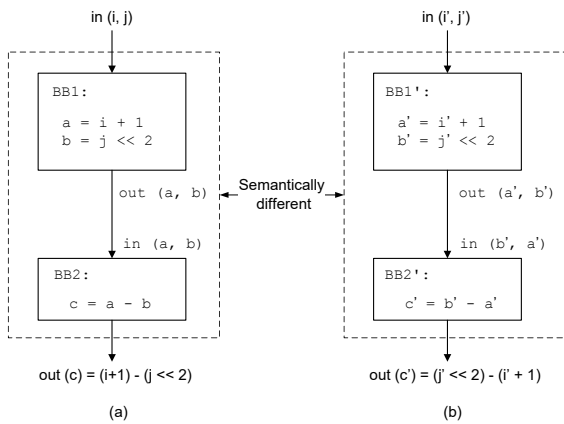 in (i, j)
BB1:
a = i + 1
b = j << 2
out (a, b)
in (a, b)
BB2:
c = a - b
out (c) = (i+1) - (j << 2)
(a)
Semantically
different
in (i’, j’)
BB1':
a’ = i’ + 1
b’ = j’ << 2
out (a’, b’)
in (b’, a’)
BB2':
c’ = b’ - a’
out (c’) = (j’ << 2) - (i’ + 1)
(b)